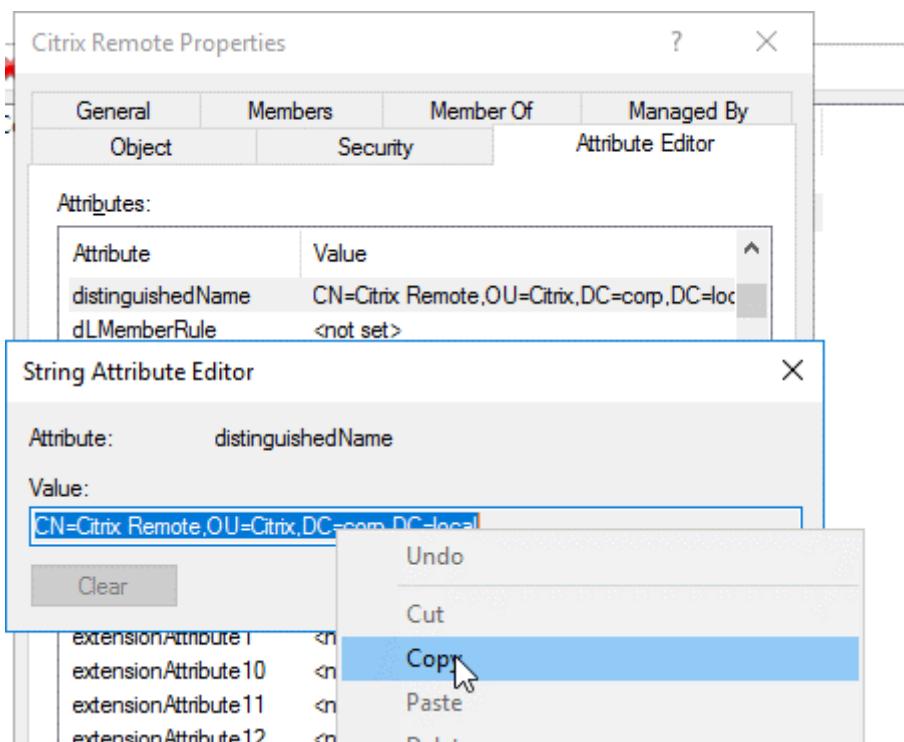 Citrix Remote Properties ?
General Members Member Of Managed By
Object Security Attribute Editor
Attributes:
Attribute Value
distinguishedName CN=Citrix Remote,OU=Citrix,DC=corp,DC=loc
dLMemberRule <not set>
String Attribute Editor
Attribute: distinguishedName
Value:
CN=Citrix Remote,OU=Citrix,DC=corp,DC=local
Undo
Clear
Cut
extensionAttribute1 <n
Copy
extensionAttribute10 <n
extensionAttribute11 <n
Paste
extensionAttribute12